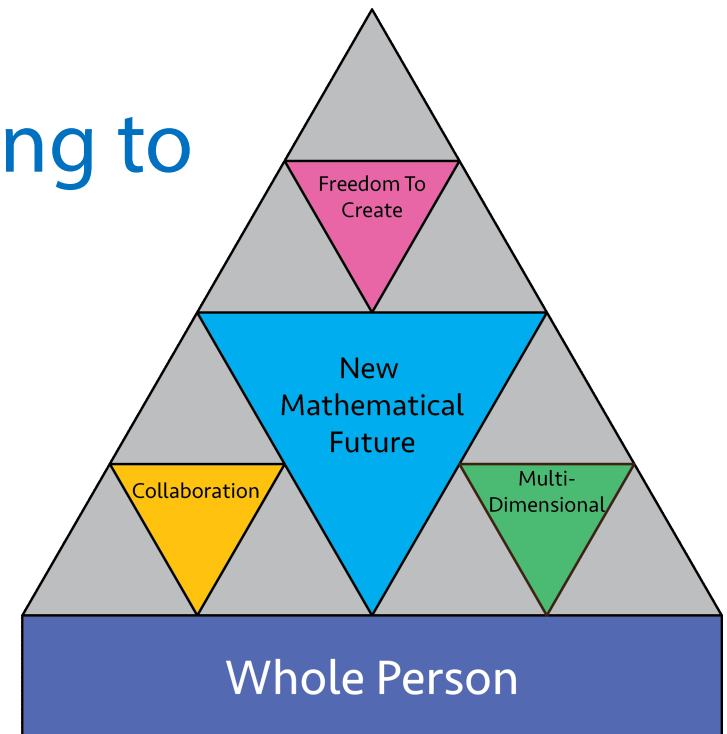 ng to
Freedom To
Create
New
Mathematical
Future
Collaboration
Multi-
Dimensional
Whole Person